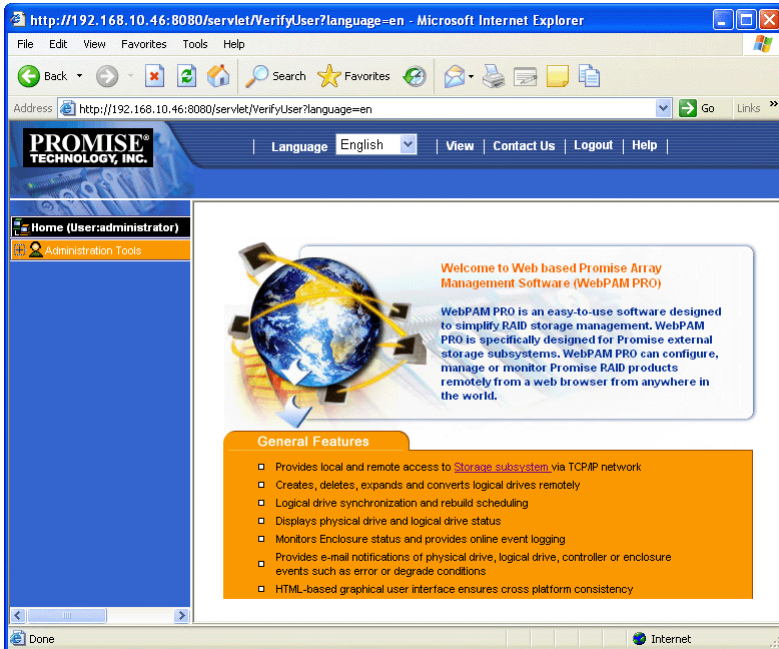 http://192.168.10.46:8080/servlet/VerifyUser?language=en - Microsoft Internet Explorer
File Edit View Favorites Tools Help
Back Search Favorites
Address http://192.168.10.46:8080/servlet/VerifyUser?language=en Go Links »
PROMISE®
TECHNOLOGY, INC.
| Language English | View | Contact Us | Logout | Help |
Home (User:administrator)
Administration Tools
Welcome to Web based Promise Array
Management Software (WebPAM PRO)
WebPAM PRO is an easy-to-use software designed
to simplify RAID storage management. WebPAM
PRO is specifically designed for Promise external
storage subsystems. WebPAM PRO can configure,
manage or monitor Promise RAID products
remotely from a web browser from anywhere in
the world.
General Features
Provides local and remote access to Storage subsystem via TCP/IP network
Creates, deletes, expands and converts logical drives remotely
Logical drive synchronization and rebuild scheduling
Displays physical drive and logical drive status
Monitors Enclosure status and provides online event logging
Provides e-mail notifications of physical drive, logical drive, controller or enclosure
events such as error or degrade conditions
HTML-based graphical user interface ensures cross platform consistency
Done Internet